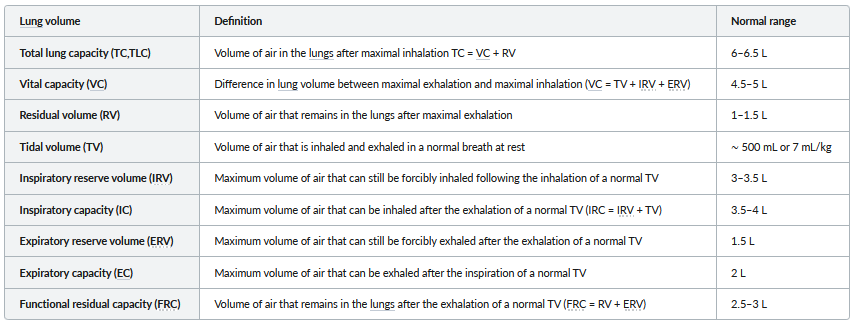 Lung volume Definition Normal range
Total lung capacity (TC,TLC) Volume of air in the lungs after maximal inhalation TC = VC + RV 6–6.5 L
Vital capacity (VC) Difference in lung volume between maximal exhalation and maximal inhalation (VC = TV + IRV + ERV) 4.5–5 L
Residual volume (RV) Volume of air that remains in the lungs after maximal exhalation 1–1.5 L
Tidal volume (TV) Volume of air that is inhaled and exhaled in a normal breath at rest ~ 500 mL or 7 mL/kg
Inspiratory reserve volume (IRV) Maximum volume of air that can still be forcibly inhaled following the inhalation of a normal TV 3–3.5 L
Inspiratory capacity (IC) Maximum volume of air that can be inhaled after the exhalation of a normal TV (IRC = IRV + TV) 3.5–4 L
Expiratory reserve volume (ERV) Maximum volume of air that can still be forcibly exhaled after the exhalation of a normal TV 1.5 L
Expiratory capacity (EC) Maximum volume of air that can be exhaled after the inspiration of a normal TV 2 L
Functional residual capacity (FRC) Volume of air that remains in the lungs after the exhalation of a normal TV (FRC = RV + ERV) 2.5–3 L